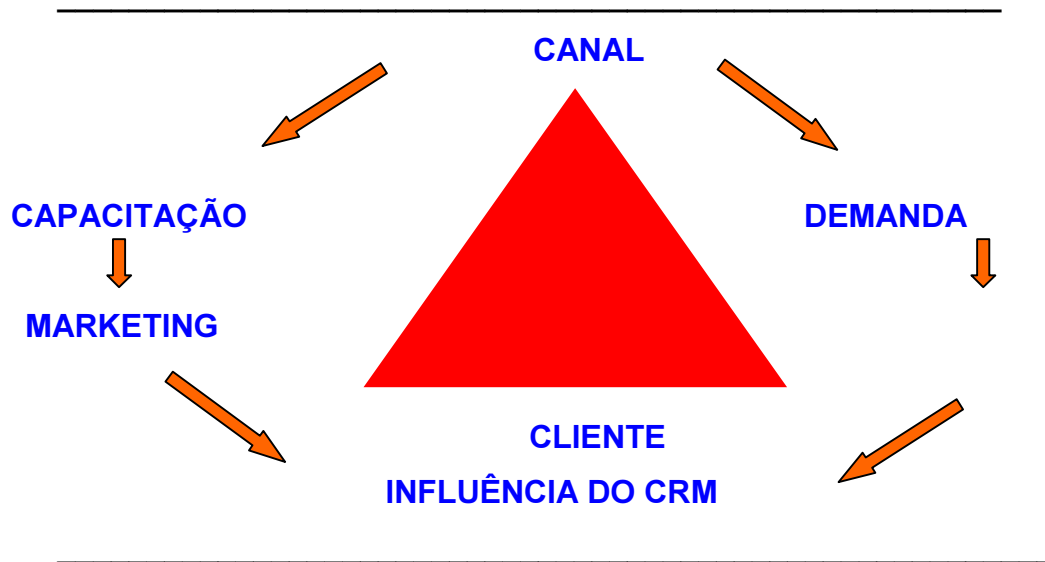 CANAL
CAPACITAÇÃO
DEMANDA
MARKETING
CLIENTE
INFLUÊNCIA DO CRM